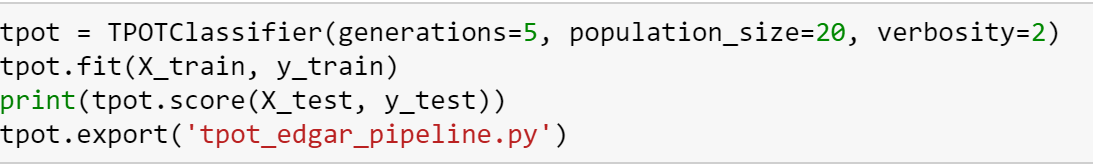 tpot = TPOTClassifier(generations=5, population_size=20, verbosity=2)
tpot.fit(X_train, y_train)
print(tpot.score(X_test, y_test))
tpot.export('tpot_edgar_pipeline.py')